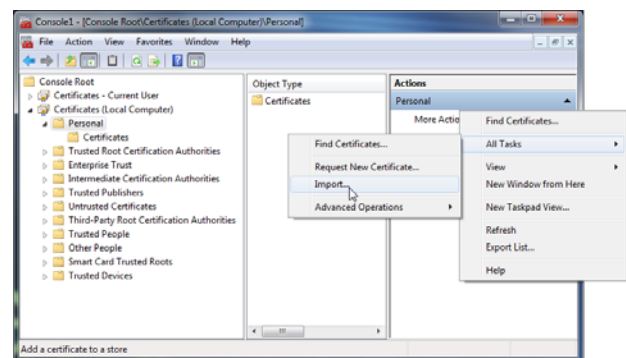 Console1 - [Console Root\Certificates (Local Computer)\Personal]
File Action View Favorites Window Help
Console Root
Certificates - Current User
Certificates (Local Computer)
Personal
Certificates
Trusted Root Certification Authorities
Enterprise Trust
Intermediate Certification Authorities
Trusted Publishers
Untrusted Certificates
Third-Party Root Certification Authorities
Trusted People
Other People
Smart Card Trusted Roots
Trusted Devices
Object Type
Certificates
Actions
Personal
More Actio
Find Certificates...
All Tasks
View
New Window from Here
New Taskpad View...
Refresh
Export List...
Help
Find Certificates...
Request New Certificate...
Import...
Advanced Operations
Add a certificate to a store